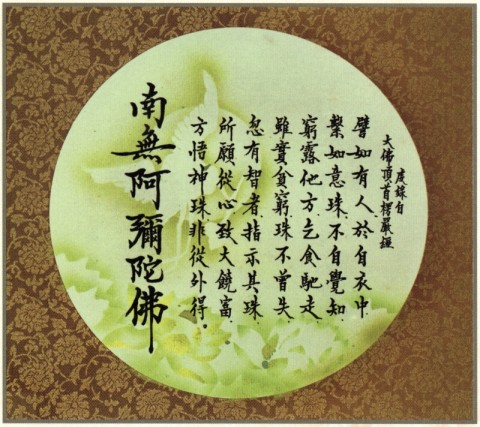 虔錄自
大佛頂首楞嚴經
譬如有人於自衣中
繫如意珠不自覺知
窮露他方乞食馳走
雖實貧窮珠不曾失
忽有智者指示其珠
所願從心致大饒富
方悟神珠非從外得
南無阿彌陀佛